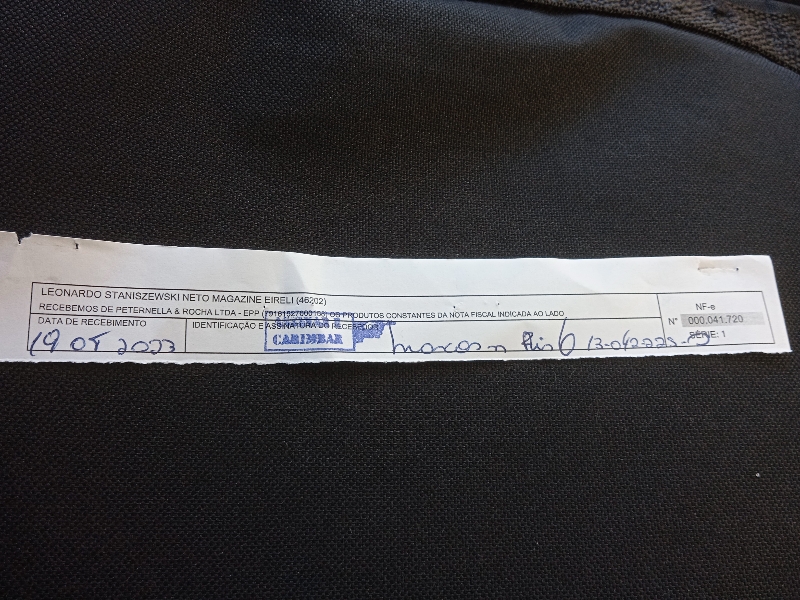 LEONARDO STANISZEWSKI NETO MAGAZINE EIRELI (46202)
RECEBEMOS DE PETERNELLA & ROCHA LTDA - EPP OS PRODUTOS CONSTANTES DA NOTA FISCAL INDICADA AO LADO
NF-e
N° 000.041.720
SÉRIE: 1
DATA DE RECEBIMENTO
IDENTIFICAÇÃO E ASSINATURA DO RECEBEDOR
CARIMBAR
19 05 2023